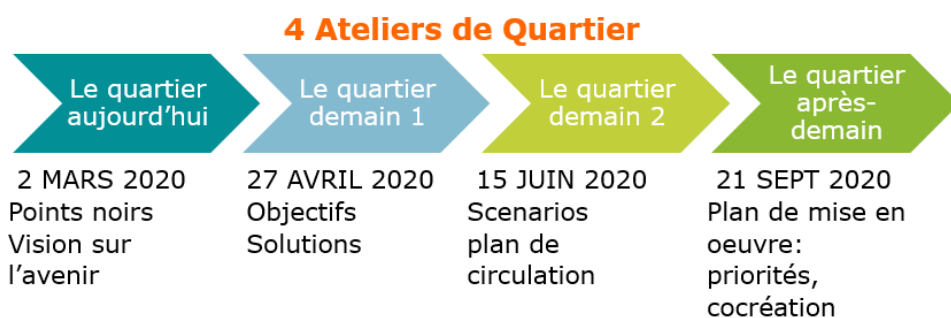 4 Ateliers de Quartier
Le quartier
aujourd’hui
Le quartier
demain 1
Le quartier
demain 2
Le quartier
après-
demain
2 MARS 2020
Points noirs
Vision sur
l’avenir
27 AVRIL 2020
Objectifs
Solutions
15 JUIN 2020
Scenarios
plan de
circulation
21 SEPT 2020
Plan de mise en
oeuvre:
priorités,
cocréation